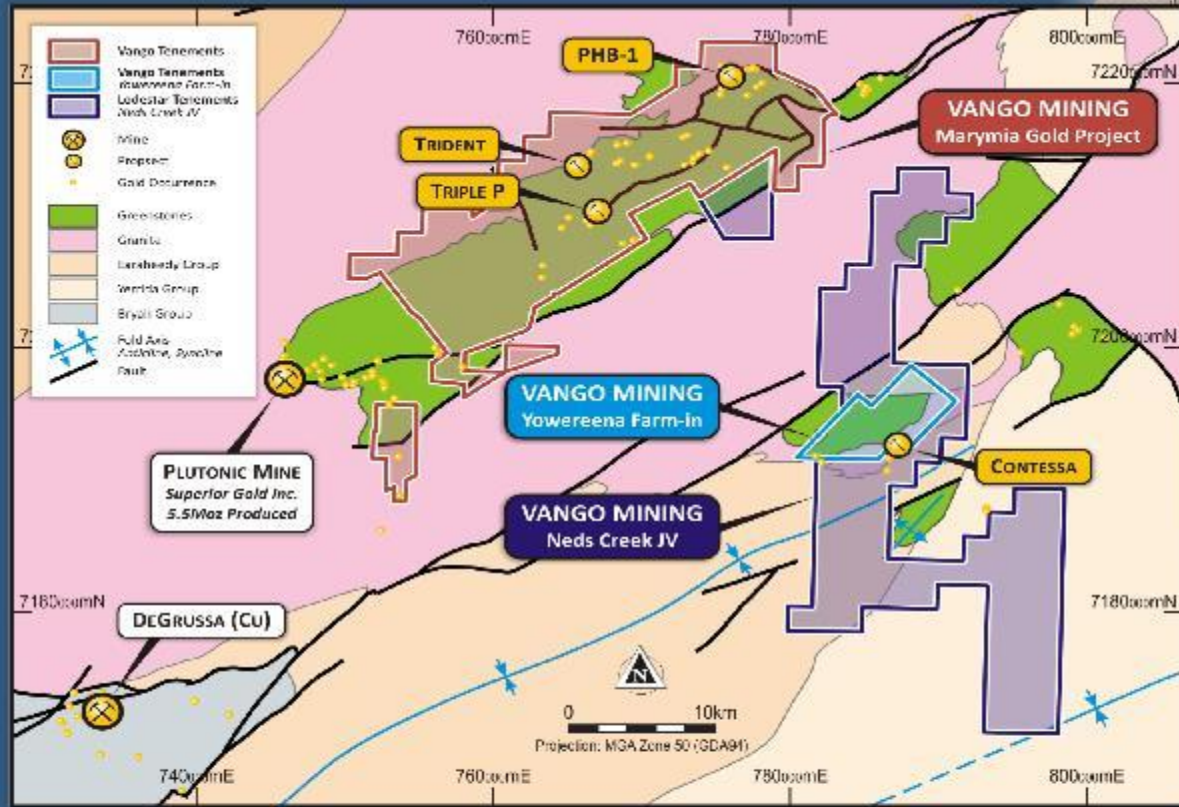 Vango Tenements
Vango Tenements
Yowereena Farm-in
Lodestar Tenements
Neds Creek JV
Mine
Propsect
Gold Occurrence
Greenstones
Granite
Earaheedy Group
Yerrida Group
Bryah Group
Fold Axis
Anticline, Syncline
Fault
760000mE
780000mE
800000mE
7220000mN
PHB-1
VANGO MINING
Marymia Gold Project
TRIDENT
TRIPLE P
7200000mN
VANGO MINING
Yowereena Farm-in
PLUTONIC MINE
Superior Gold Inc.
5.5Moz Produced
CONTESSA
VANGO MINING
Neds Creek JV
7180000mN
7180000mN
DEGRUSSA (CU)
N
0 10km
Projection: MGA Zone 50 (GDA94)
740000mE
760000mE
780000mE
800000mE